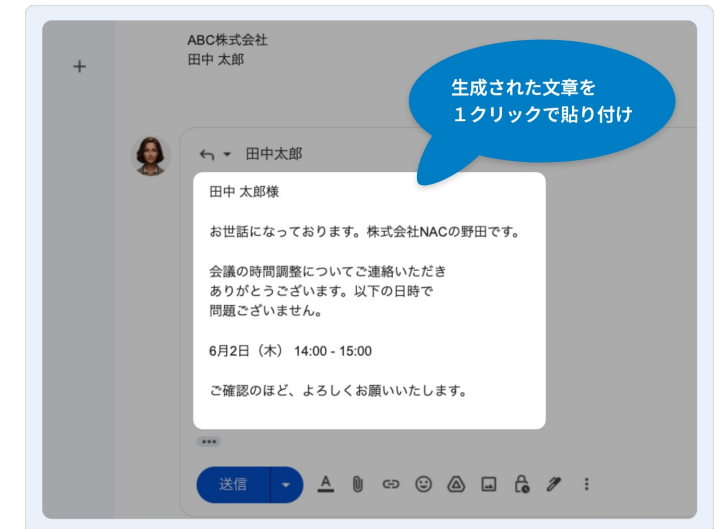 ABC株式会社
田中 太郎
生成された文章を
１クリックで貼り付け
田中太郎
田中 太郎様
お世話になっております。株式会社NACの野田です。
会議の時間調整についてご連絡いただき
ありがとうございます。以下の日時で
問題ございません。
6月2日（木） 14:00 - 15:00
ご確認のほど、よろしくお願いいたします。
送信